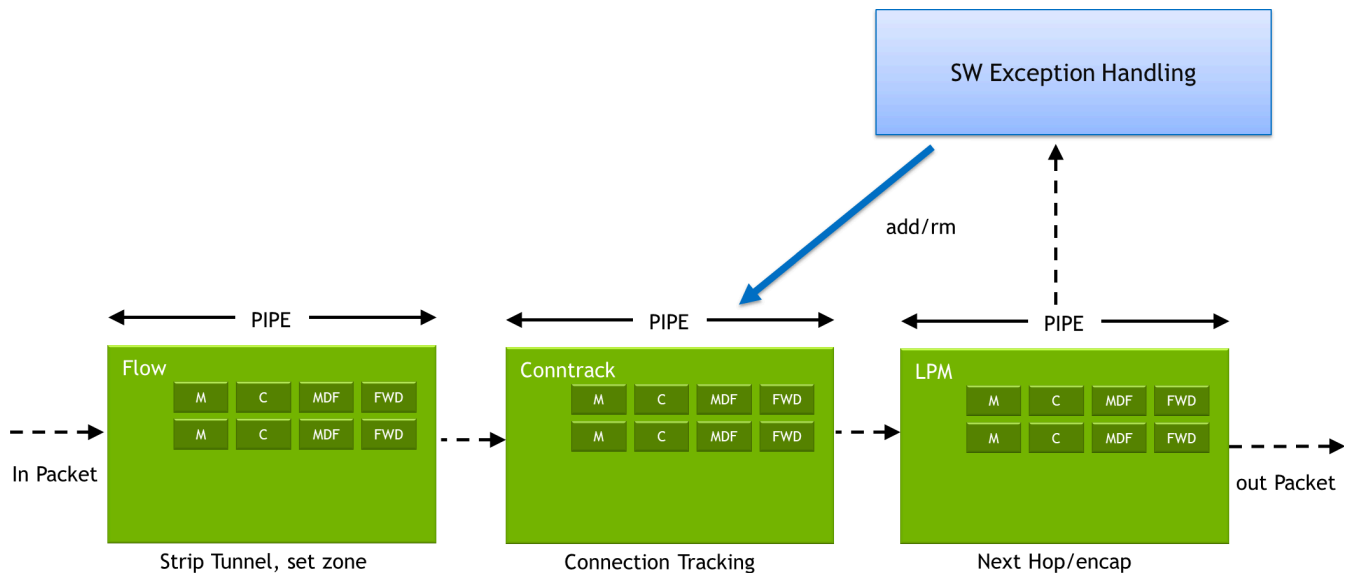 SW Exception Handling
add/rm
PIPE
PIPE
PIPE
Flow
M C MDF FWD
M C MDF FWD
Conntrack
M C MDF FWD
M C MDF FWD
LPM
M C MDF FWD
M C MDF FWD
In Packet
out Packet
Strip Tunnel, set zone
Connection Tracking
Next Hop/encap